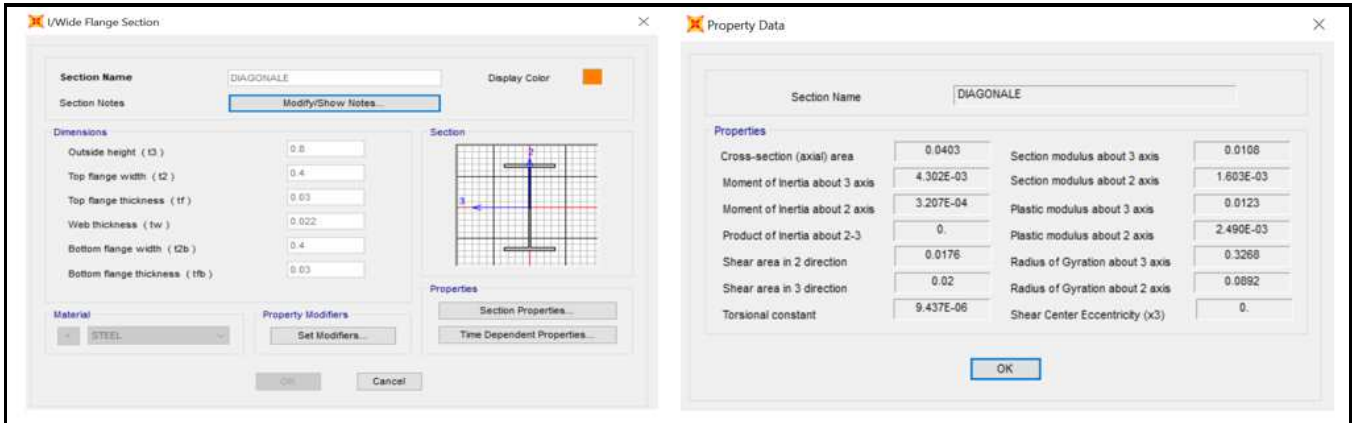 I/Wide Flange Section
Section Name DIAGONALE Display Color
Section Notes Modify/Show Notes...
Dimensions
Outside height ( t3 ) 0.8
Top flange width ( t2 ) 0.4
Top flange thickness ( tf ) 0.03
Web thickness ( tw ) 0.022
Bottom flange width ( t2b ) 0.4
Bottom flange thickness ( tfb ) 0.03
Section
2
3
Properties
Section Properties...
Time Dependent Properties...
Material
+ STEEL
Property Modifiers
Set Modifiers...
OK Cancel
Property Data
Section Name DIAGONALE
Properties
Cross-section (axial) area 0.0403 Section modulus about 3 axis 0.0108
Moment of Inertia about 3 axis 4.302E-03 Section modulus about 2 axis 1.603E-03
Moment of Inertia about 2 axis 3.207E-04 Plastic modulus about 3 axis 0.0123
Product of Inertia about 2-3 0. Plastic modulus about 2 axis 2.490E-03
Shear area in 2 direction 0.0176 Radius of Gyration about 3 axis 0.3268
Shear area in 3 direction 0.02 Radius of Gyration about 2 axis 0.0892
Torsional constant 9.437E-06 Shear Center Eccentricity (x3) 0.
OK